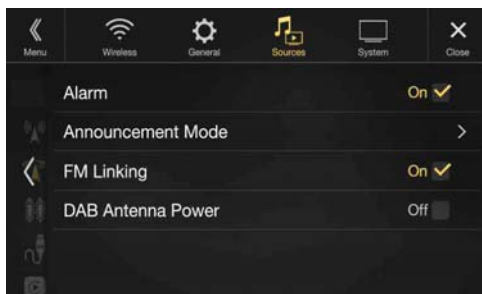 Menu
Wireless
General
Sources
System
Close
Alarm On
Announcement Mode
FM Linking On
DAB Antenna Power Off